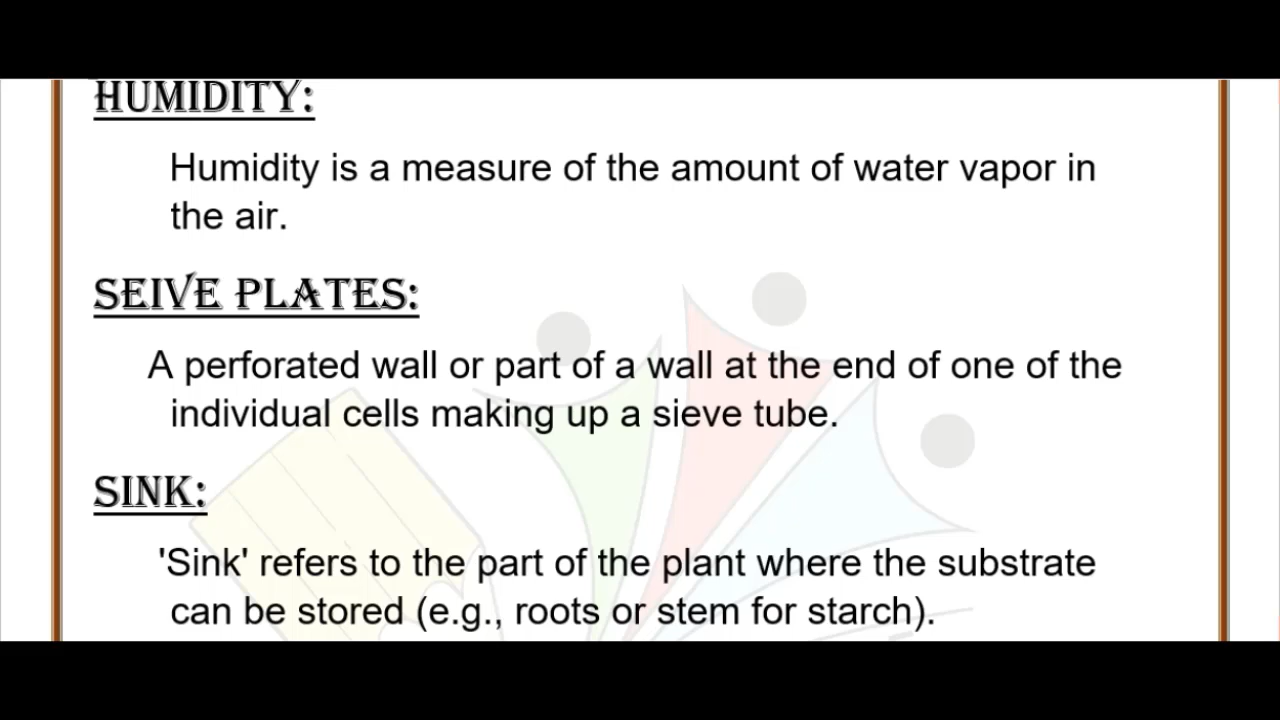 HUMIDITY:
Humidity is a measure of the amount of water vapor in
the air.
SEIVE PLATES:
A perforated wall or part of a wall at the end of one of the
individual cells making up a sieve tube.
SINK:
'Sink' refers to the part of the plant where the substrate
can be stored (e.g., roots or stem for starch).